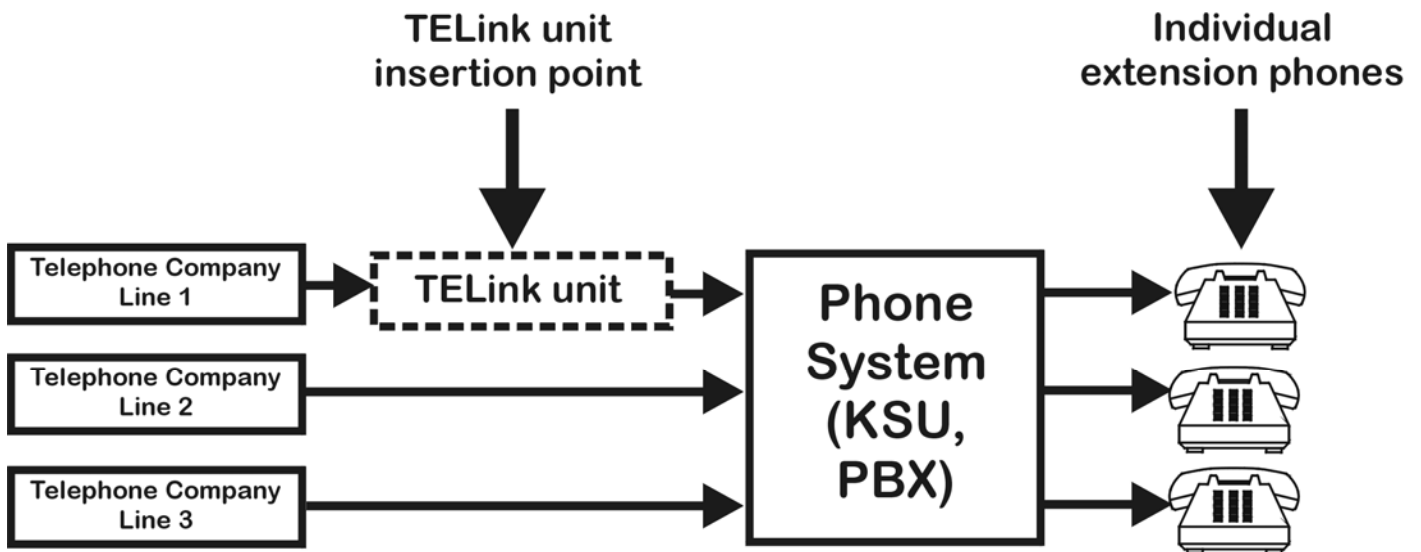 TELink unit
insertion point
Individual
extension phones
Telephone Company
Line 1
TELink unit
Telephone Company
Line 2
Telephone Company
Line 3
Phone
System
(KSU,
PBX)